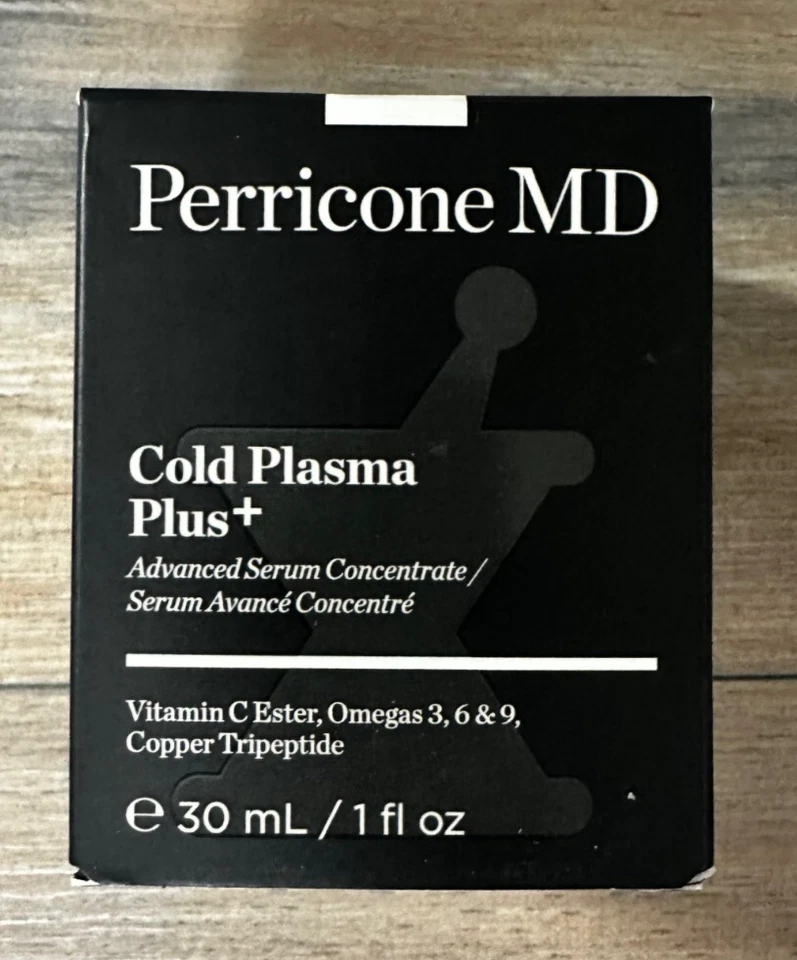 Perricone MD
Cold Plasma
Plus+
Advanced Serum Concentrate/
Serum Avancé Concentré
Vitamin C Ester, Omegas 3, 6 & 9,
Copper Tripeptide
℮ 30 mL / 1 fl oz